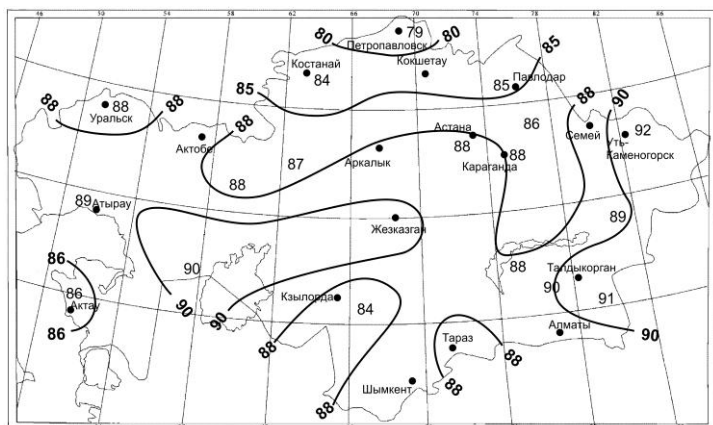 46 50 54 58 62 66 70 74 78 82 86
80 79 80
Петропавловск
Костанай Кокшетау 85
84
88 88 88 85 85 Павлодар 88 90
Уральск
88 86 Семей 92
Астана
Актобе Уть-
Каменогорск
87 Аркалык 88 88
Караганда
88
89 Атырау 89
Жезказган
86 90 88 Талдыкорган
86 90 Кзылорда 84 90 91
Актау 90
86 88 Тараз Алматы 90
88
Шымкент 88
88